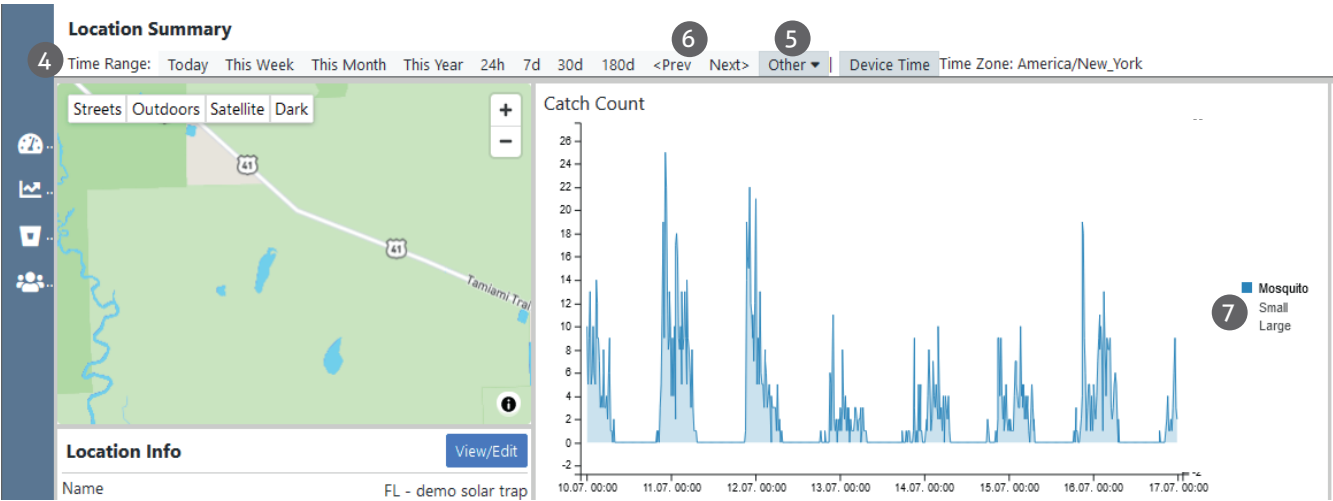 Location Summary
4 Time Range: Today This Week This Month This Year 24h 7d 30d 180d <Prev Next> Other | Device Time Time Zone: America/New_York
6
5
Streets Outdoors Satellite Dark
+
−
41
41
Tamiami Trai
i
Location Info
View/Edit
Name
FL - demo solar trap
Catch Count
--
26
24
22
20
18
16
14
12
10
8
6
4
2
0
-2
-2
10.07. 00:00 11.07. 00:00 12.07. 00:00 13.07. 00:00 14.07. 00:00 15.07. 00:00 16.07. 00:00 17.07. 00:00
Mosquito
7 Small
Large